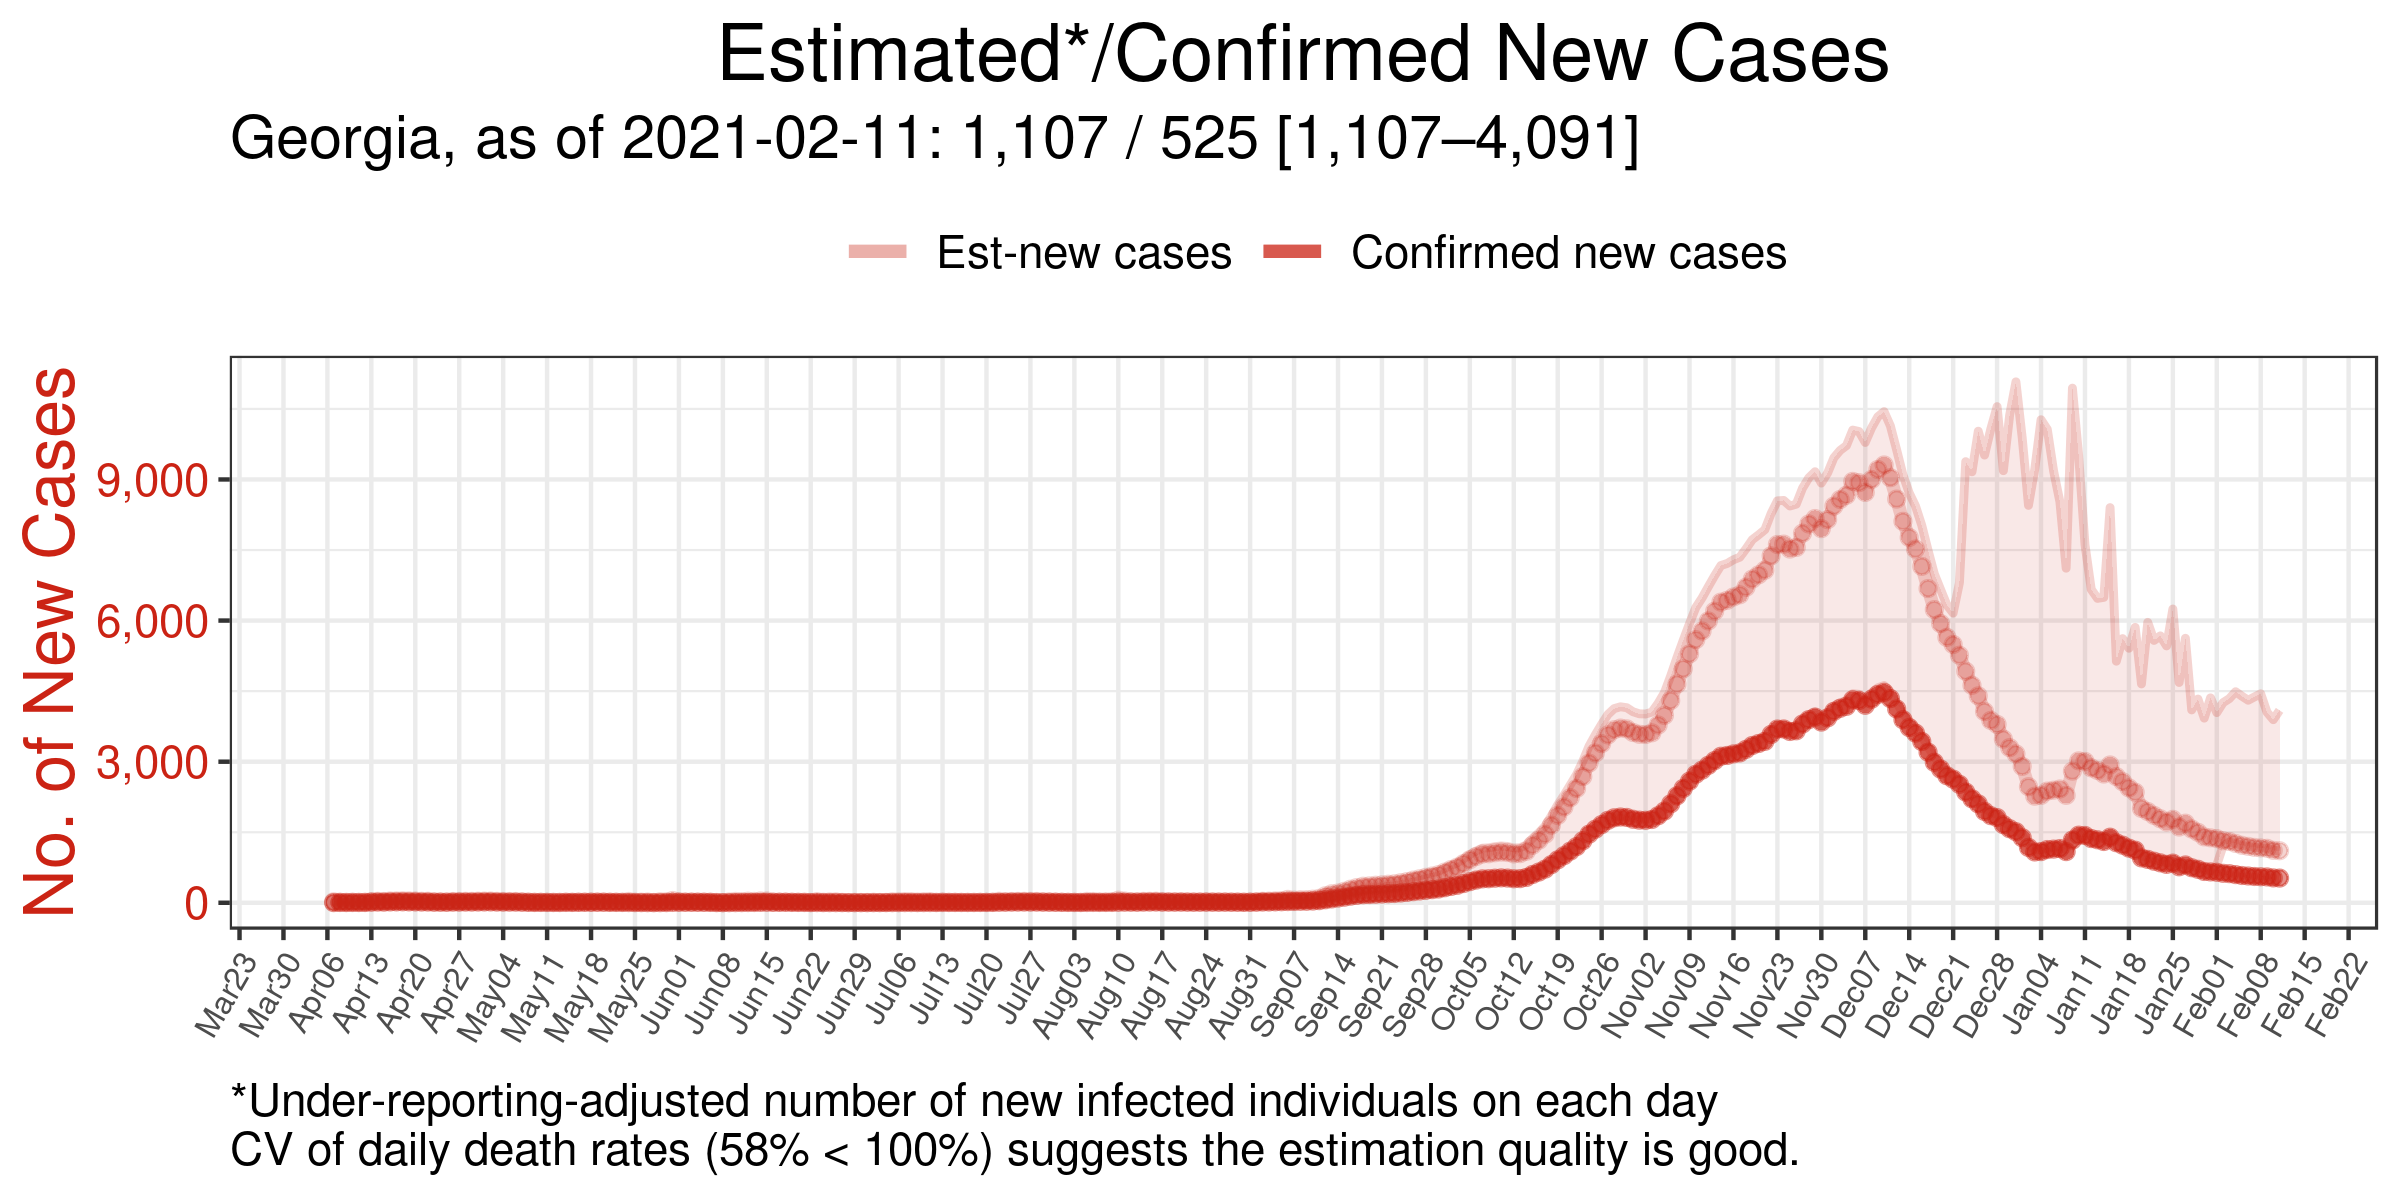 Estimated*/Confirmed New Cases
Georgia, as of 2021-02-11: 1,107 / 525 [1,107–4,091]
Est-new cases
Confirmed new cases
No. of New Cases
9,000
6,000
3,000
0
Mar23
Mar30
Apr06
Apr13
Apr20
Apr27
May04
May11
May18
May25
Jun01
Jun08
Jun15
Jun22
Jun29
Jul06
Jul13
Jul20
Jul27
Aug03
Aug10
Aug17
Aug24
Aug31
Sep07
Sep14
Sep21
Sep28
Oct05
Oct12
Oct19
Oct26
Nov02
Nov09
Nov16
Nov23
Nov30
Dec07
Dec14
Dec21
Dec28
Jan04
Jan11
Jan18
Jan25
Feb01
Feb08
Feb15
Feb22
*Under-reporting-adjusted number of new infected individuals on each day
CV of daily death rates (58% < 100%) suggests the estimation quality is good.